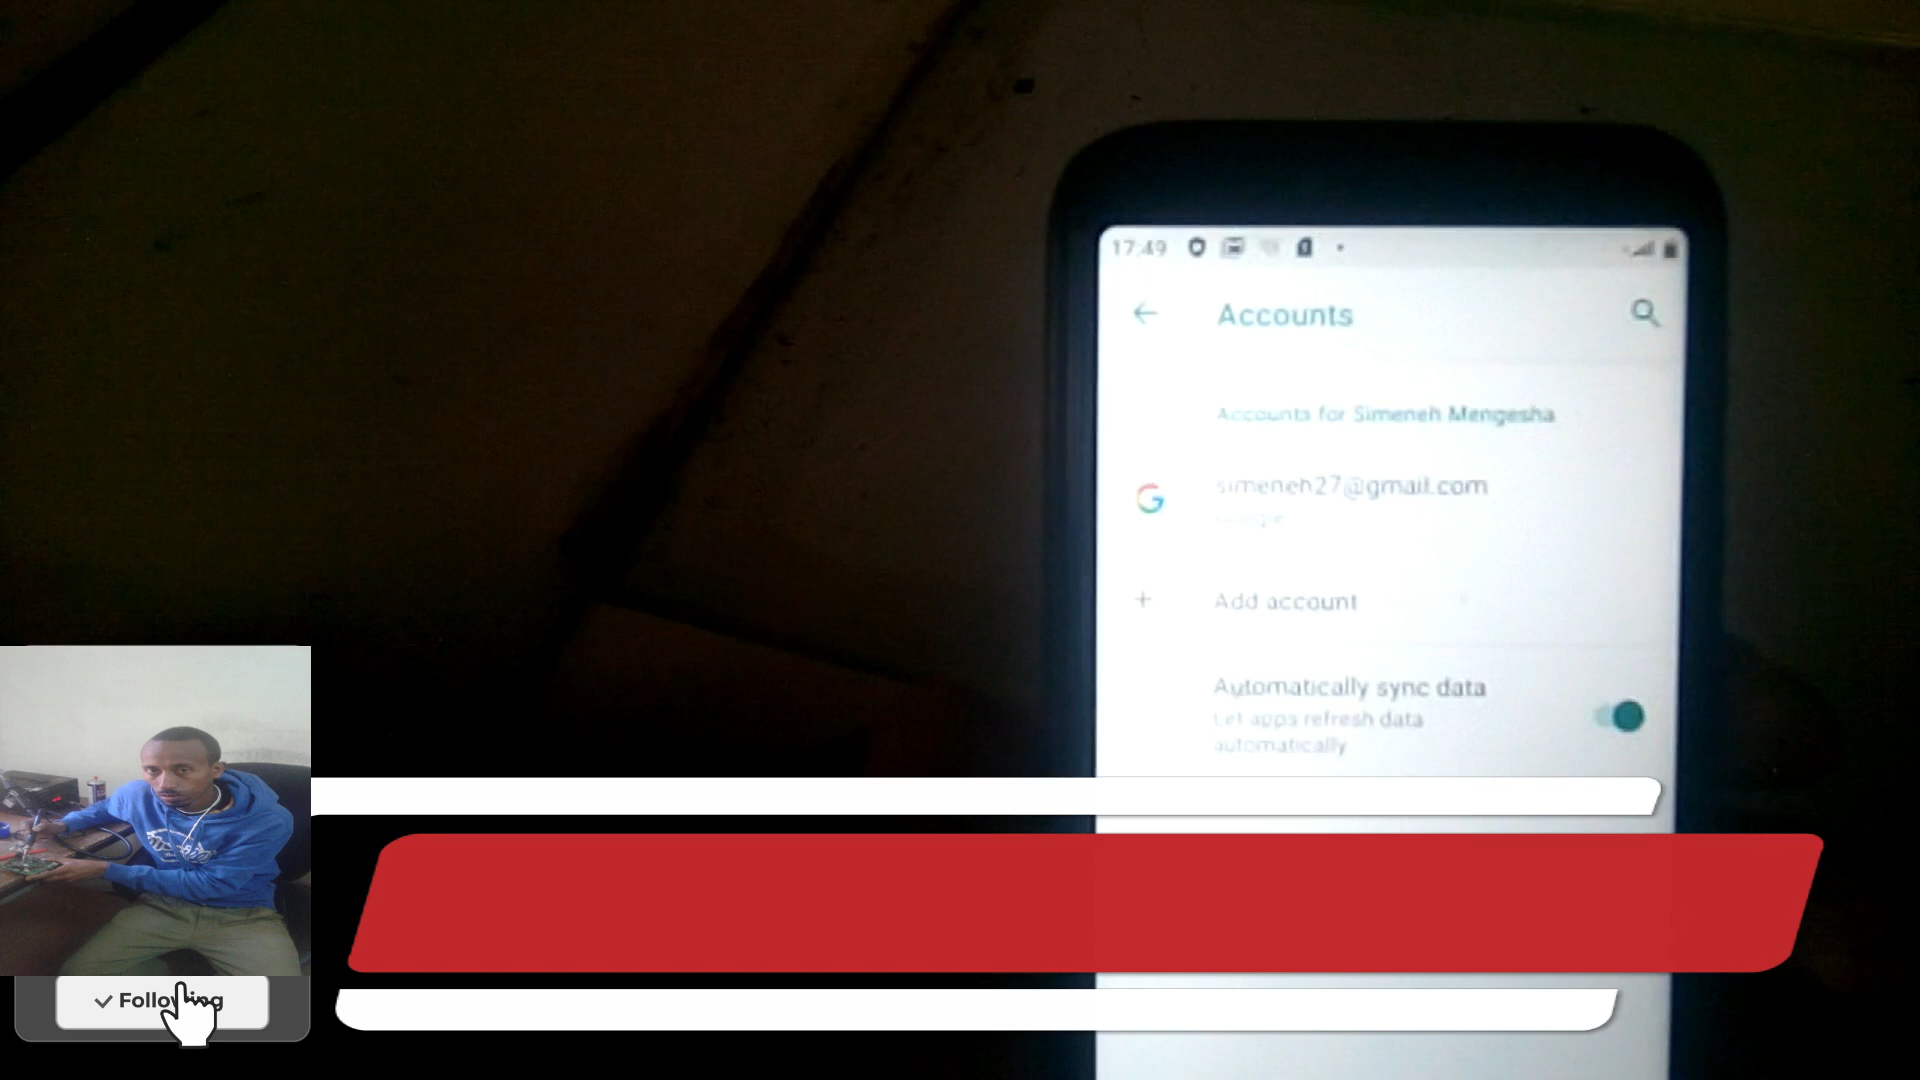 17:49
Accounts
Accounts for Simeneh Mengesha
simeneh27@gmail.com
Google
Add account
Automatically sync data
Let apps refresh data
automatically
Following